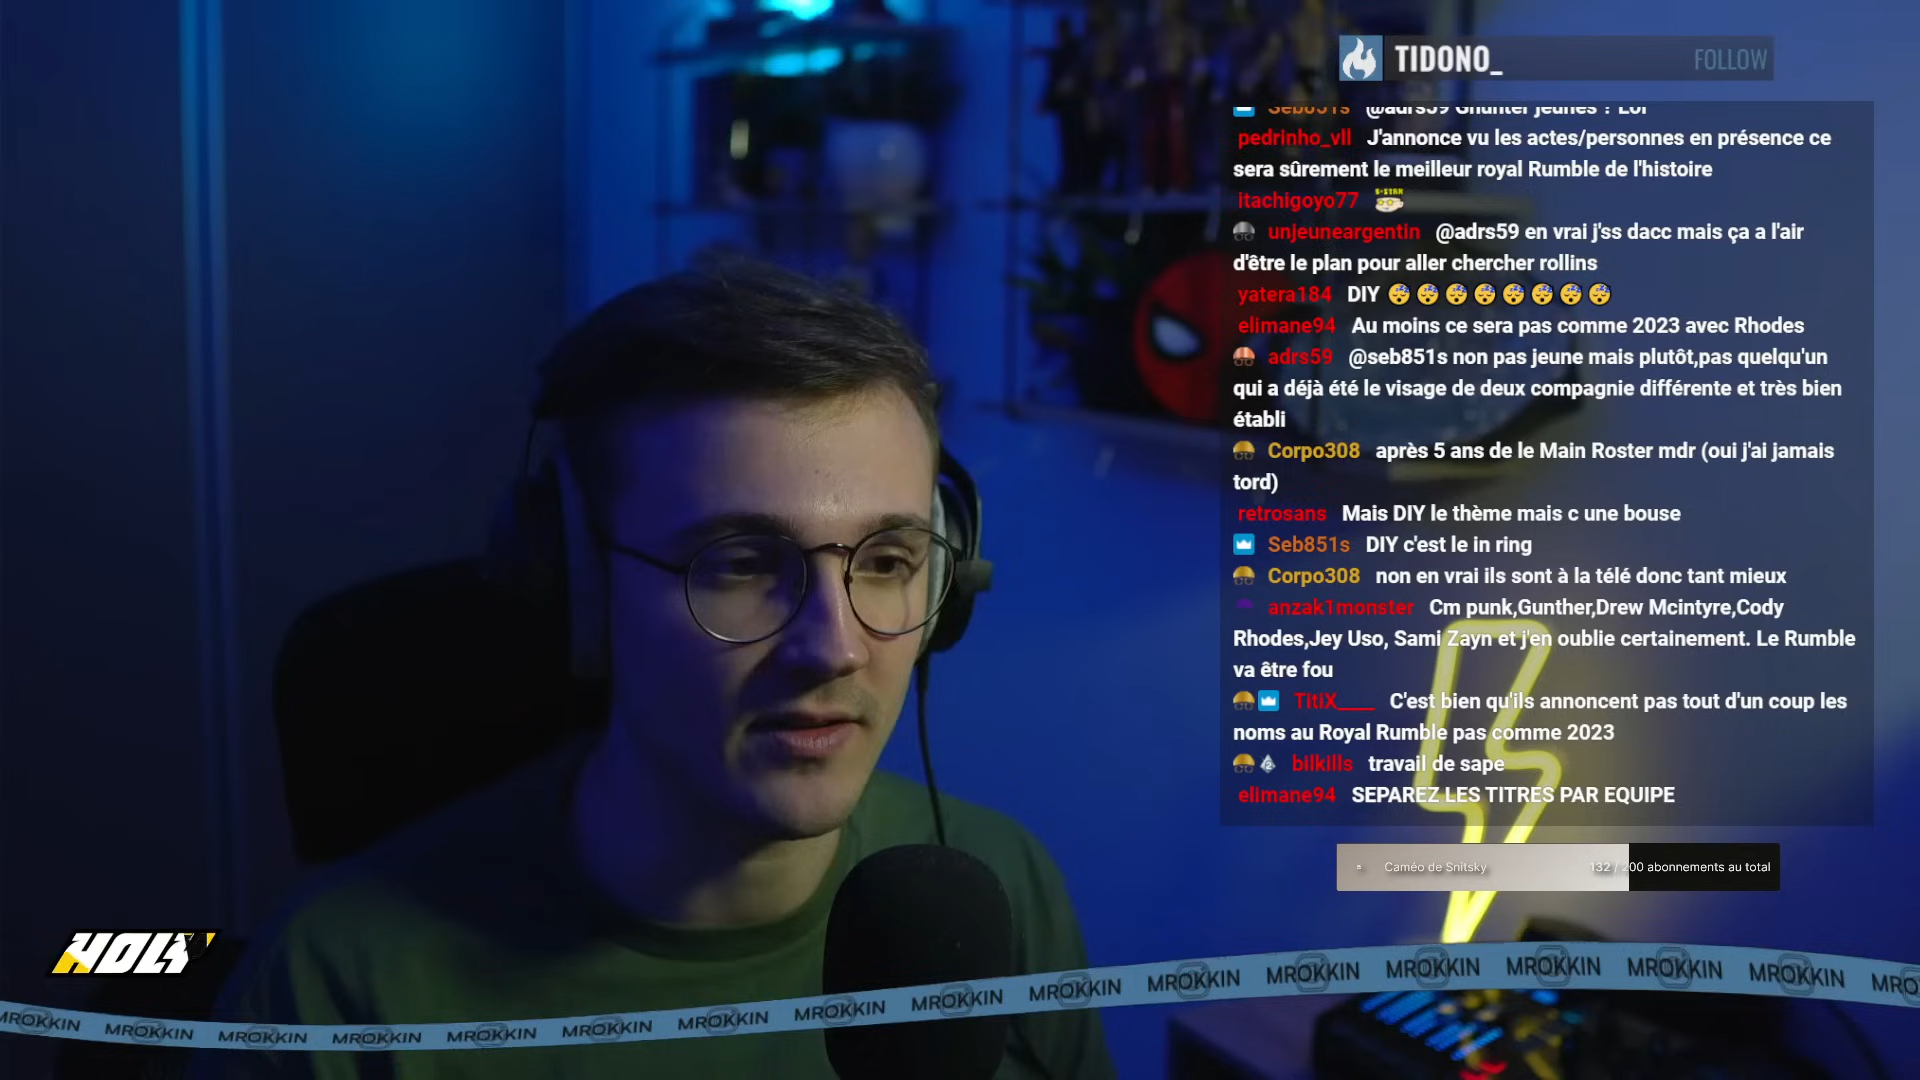 TIDONO_ FOLLOW
Seb851s @adrs59 Ghunter jeunes ? Lol
pedrinho_vll J'annonce vu les actes/personnes en présence ce
sera sûrement le meilleur royal Rumble de l'histoire
itachigoyo77
unjeuneargentin @adrs59 en vrai j'ss dacc mais ça a l'air
d'être le plan pour aller chercher rollins
yatera184 DIY 😴😴😴😴😴😴😴😴
elimane94 Au moins ce sera pas comme 2023 avec Rhodes
adrs59 @seb851s non pas jeune mais plutôt,pas quelqu'un
qui a déjà été le visage de deux compagnie différente et très bien
établi
Corpo308 après 5 ans de le Main Roster mdr (oui j'ai jamais
tord)
retrosans Mais DIY le thème mais c une bouse
Seb851s DIY c'est le in ring
Corpo308 non en vrai ils sont à la télé donc tant mieux
anzak1monster Cm punk,Gunther,Drew Mcintyre,Cody
Rhodes,Jey Uso, Sami Zayn et j'en oublie certainement. Le Rumble
va être fou
TitiX____ C'est bien qu'ils annoncent pas tout d'un coup les
noms au Royal Rumble pas comme 2023
bilkills travail de sape
elimane94 SEPAREZ LES TITRES PAR EQUIPE
Caméo de Snitsky 132 / 200 abonnements au total
HOLY
MROKKIN MROKKIN MROKKIN MROKKIN MROKKIN MROKKIN MROKKIN MROKKIN MROKKIN MROKKIN MROKKIN MROKKIN MROKKIN MROKKIN MROKKIN MROKKIN MRO